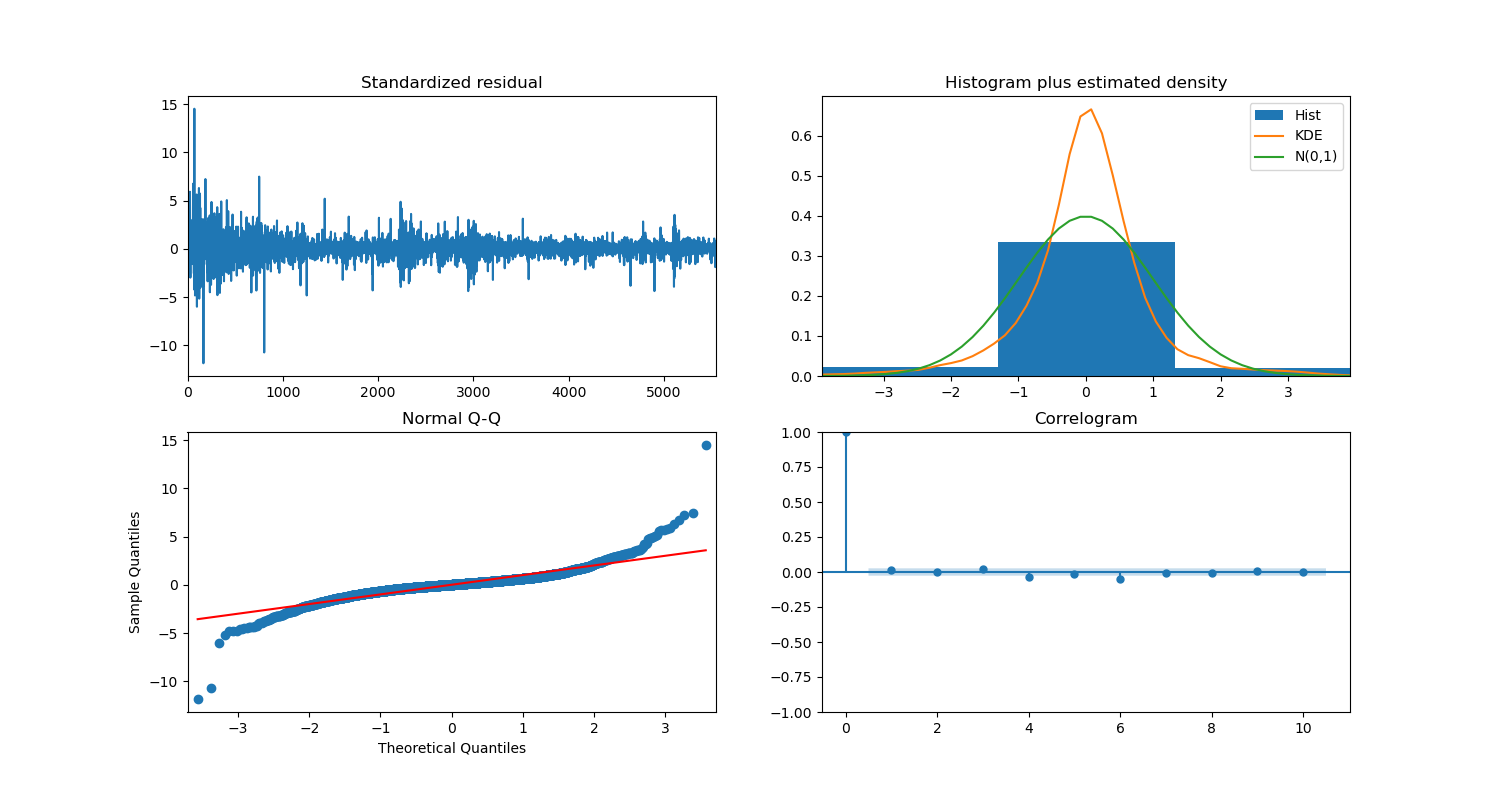 Standardized residual
15
10
5
0
−5
−10
0 1000 2000 3000 4000 5000
Histogram plus estimated density
Hist
KDE
N(0,1)
0.6
0.5
0.4
0.3
0.2
0.1
0.0
−3 −2 −1 0 1 2 3
Normal Q-Q
Sample Quantiles
15
10
5
0
−5
−10
−3 −2 −1 0 1 2 3
Theoretical Quantiles
Correlogram
1.00
0.75
0.50
0.25
0.00
−0.25
−0.50
−0.75
−1.00
0 2 4 6 8 10